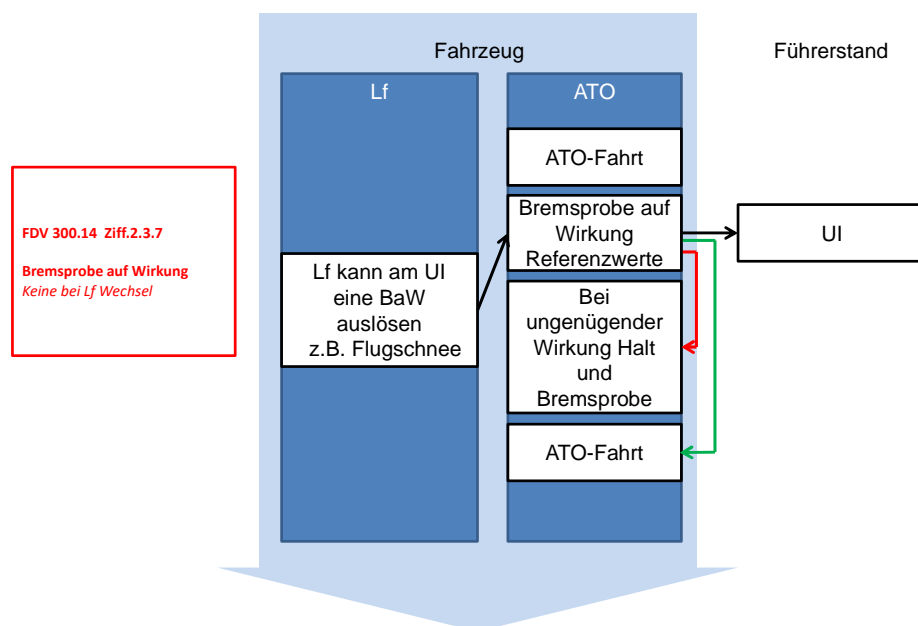 Fahrzeug
Führerstand
Lf
ATO
ATO-Fahrt
FDV 300.14 Ziff.2.3.7
Bremsprobe auf Wirkung
Keine bei Lf Wechsel
Lf kann am UI
eine BaW
auslösen
z.B. Flugschnee
Bremsprobe auf
Wirkung
Referenzwerte
UI
Bei
ungenügender
Wirkung Halt
und
Bremsprobe
ATO-Fahrt